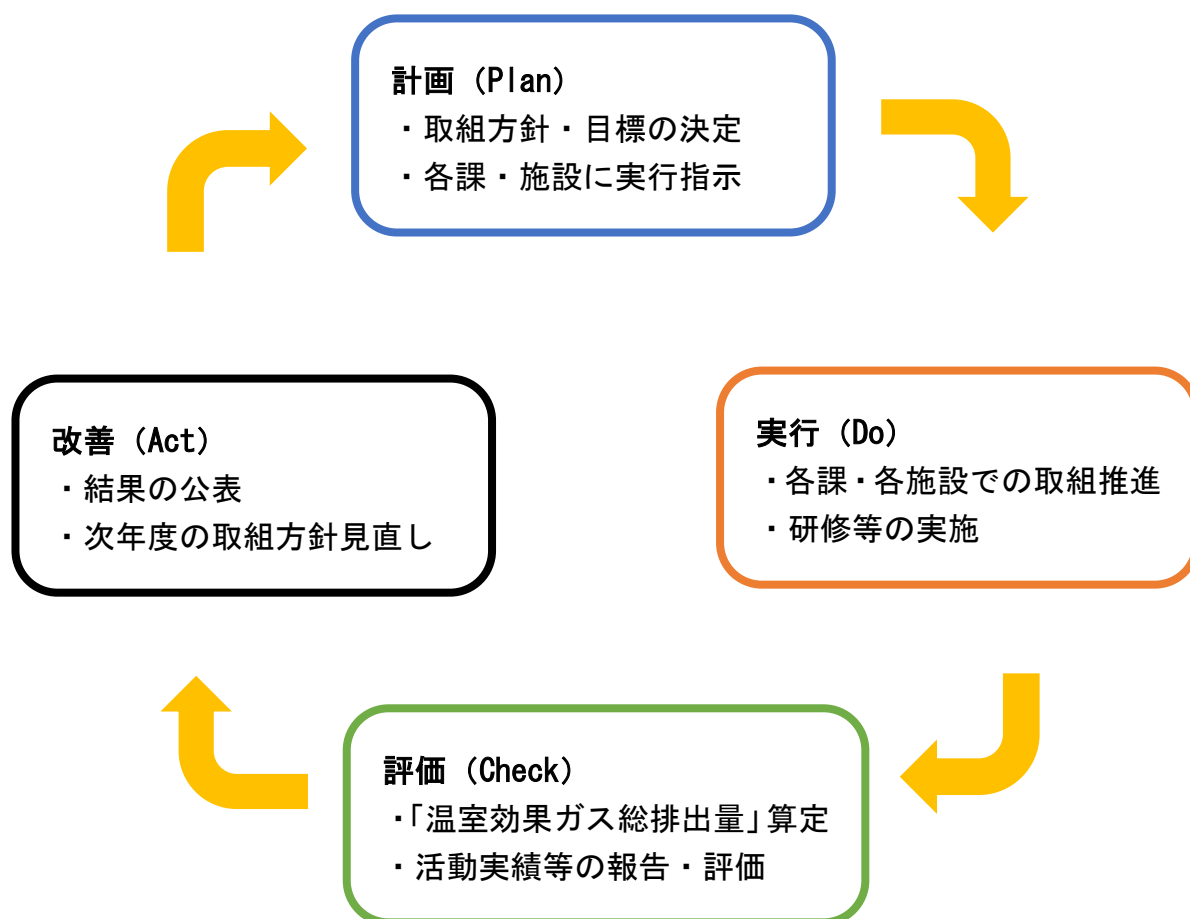 計画（Plan）
・取組方針・目標の決定
・各課・施設に実行指示
改善（Act）
・結果の公表
・次年度の取組方針見直し
実行（Do）
・各課・各施設での取組推進
・研修等の実施
評価（Check）
・「温室効果ガス総排出量」算定
・活動実績等の報告・評価